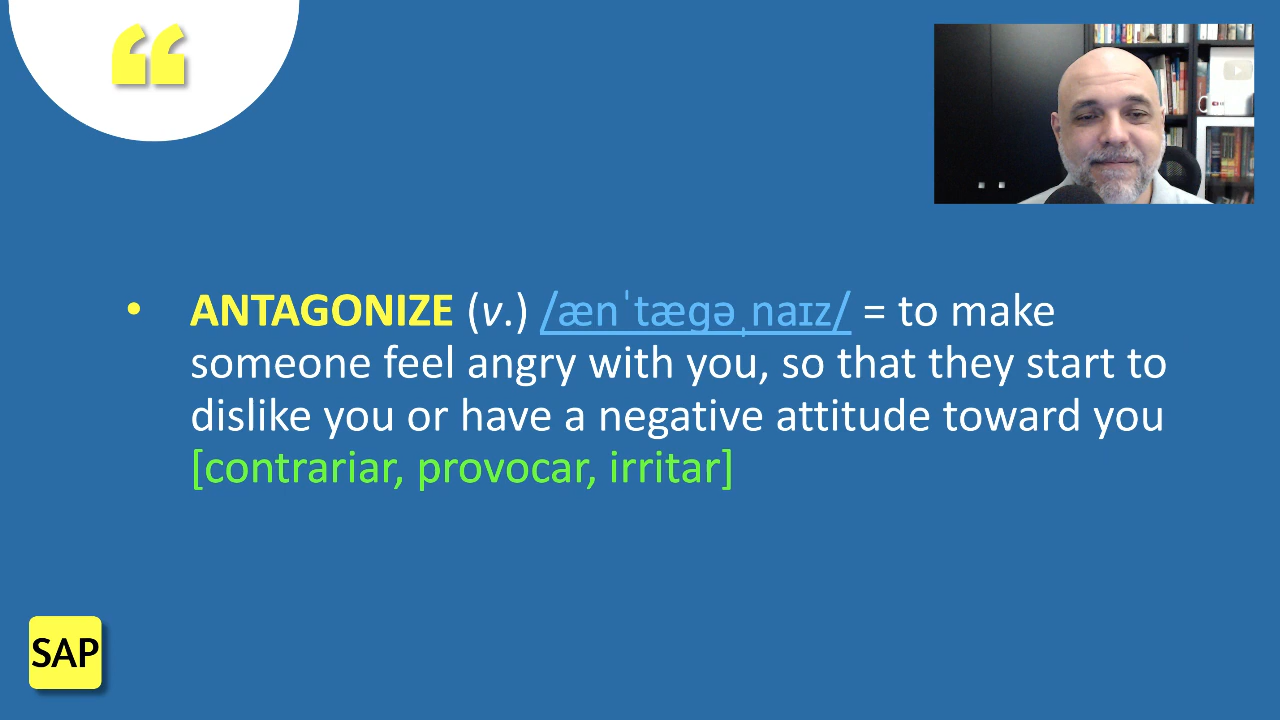 “
• ANTAGONIZE (v.) /ænˈtæɡəˌnaɪz/ = to make
someone feel angry with you, so that they start to
dislike you or have a negative attitude toward you
[contrariar, provocar, irritar]
SAP